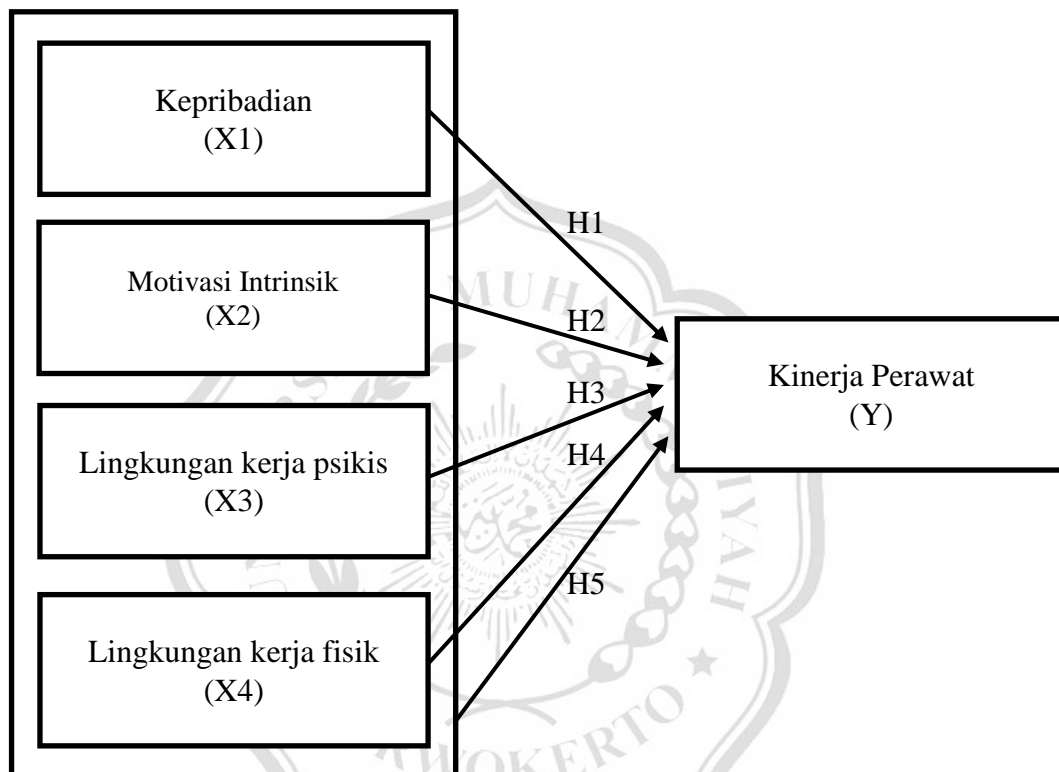 Kepribadian
(X1)
Motivasi Intrinsik
(X2)
Lingkungan kerja psikis
(X3)
Lingkungan kerja fisik
(X4)
H1
H2
H3
H4
H5
Kinerja Perawat
(Y)